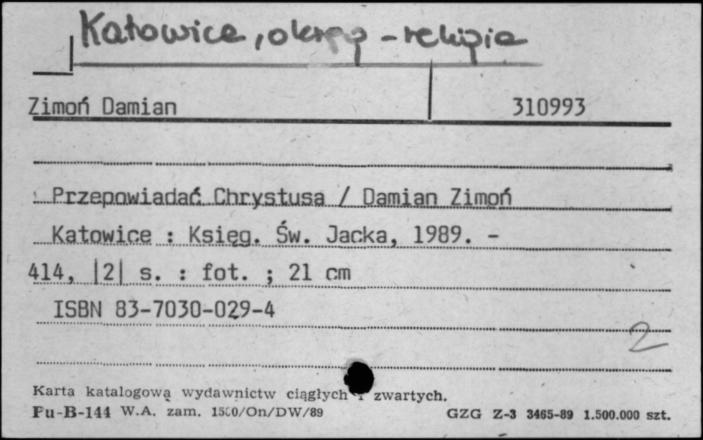 Katowice, okręg - religia
Zimoń Damian 310993
Przepowiadać Chrystusa / Damian Zimoń
Katowice : Księg. Św. Jacka, 1989. -
414, |2| s. : fot. ; 21 cm
ISBN 83-7030-029-4
2
Karta katalogowa wydawnictw ciągłych i zwartych.
Pu-B-144 W.A. zam. 1500/On/DW/89 GZG Z-3 3465-89 1.500.000 szt.